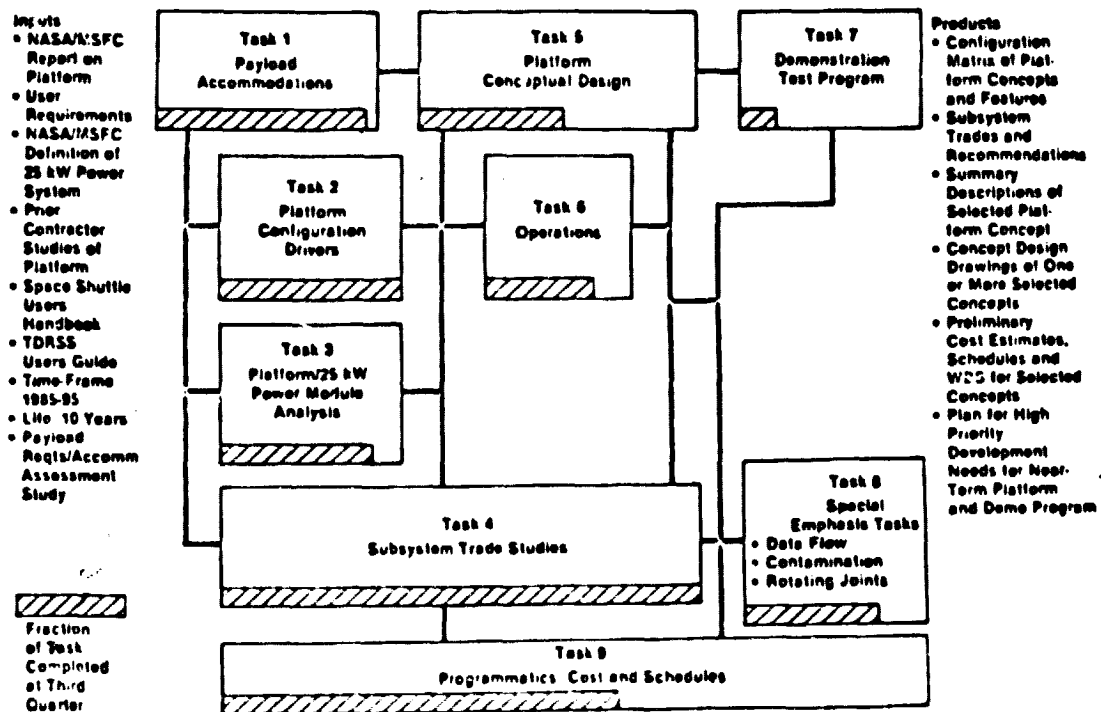 Inputs
• NASA/MSFC
Report on
Platform
• User
Requirements
• NASA/MSFC
Definition of
25 kW Power
System
• Prior
Contractor
Studies of
Platform
• Space Shuttle
Users
Handbook
• TDRSS
Users Guide
• Time-Frame
1985-95
• Life 10 Years
• Payload
Reqts/Accomm
Assessment
Study
Fraction
of Task
Completed
at Third
Quarter
Task 1
Payload
Accommodations
Task 5
Platform
Conceptual Design
Task 7
Demonstration
Test Program
Task 2
Platform
Configuration
Drivers
Task 6
Operations
Task 3
Platform/25 kW
Power Module
Analysis
Task 4
Subsystem Trade Studies
Task 8
Special
Emphasis Tasks
• Data Flow
• Contamination
• Rotating Joints
Task 9
Programmatics, Cost and Schedules
Products
• Configuration
Matrix of Plat-
form Concepts
and Features
• Subsystem
Trades and
Recommendations
• Summary
Descriptions of
Selected Plat-
form Concept
• Concept Design
Drawings of One
or More Selected
Concepts
• Preliminary
Cost Estimates,
Schedules and
WBS for Selected
Concepts
• Plan for High
Priority
Development
Needs for Near-
Term Platform
and Demo Program